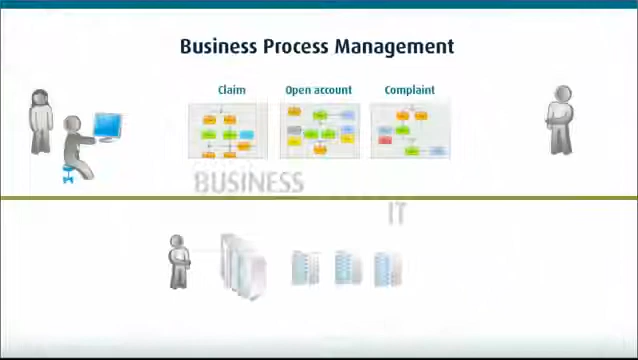 Business Process Management
Claim Open account Complaint
BUSINESS
IT